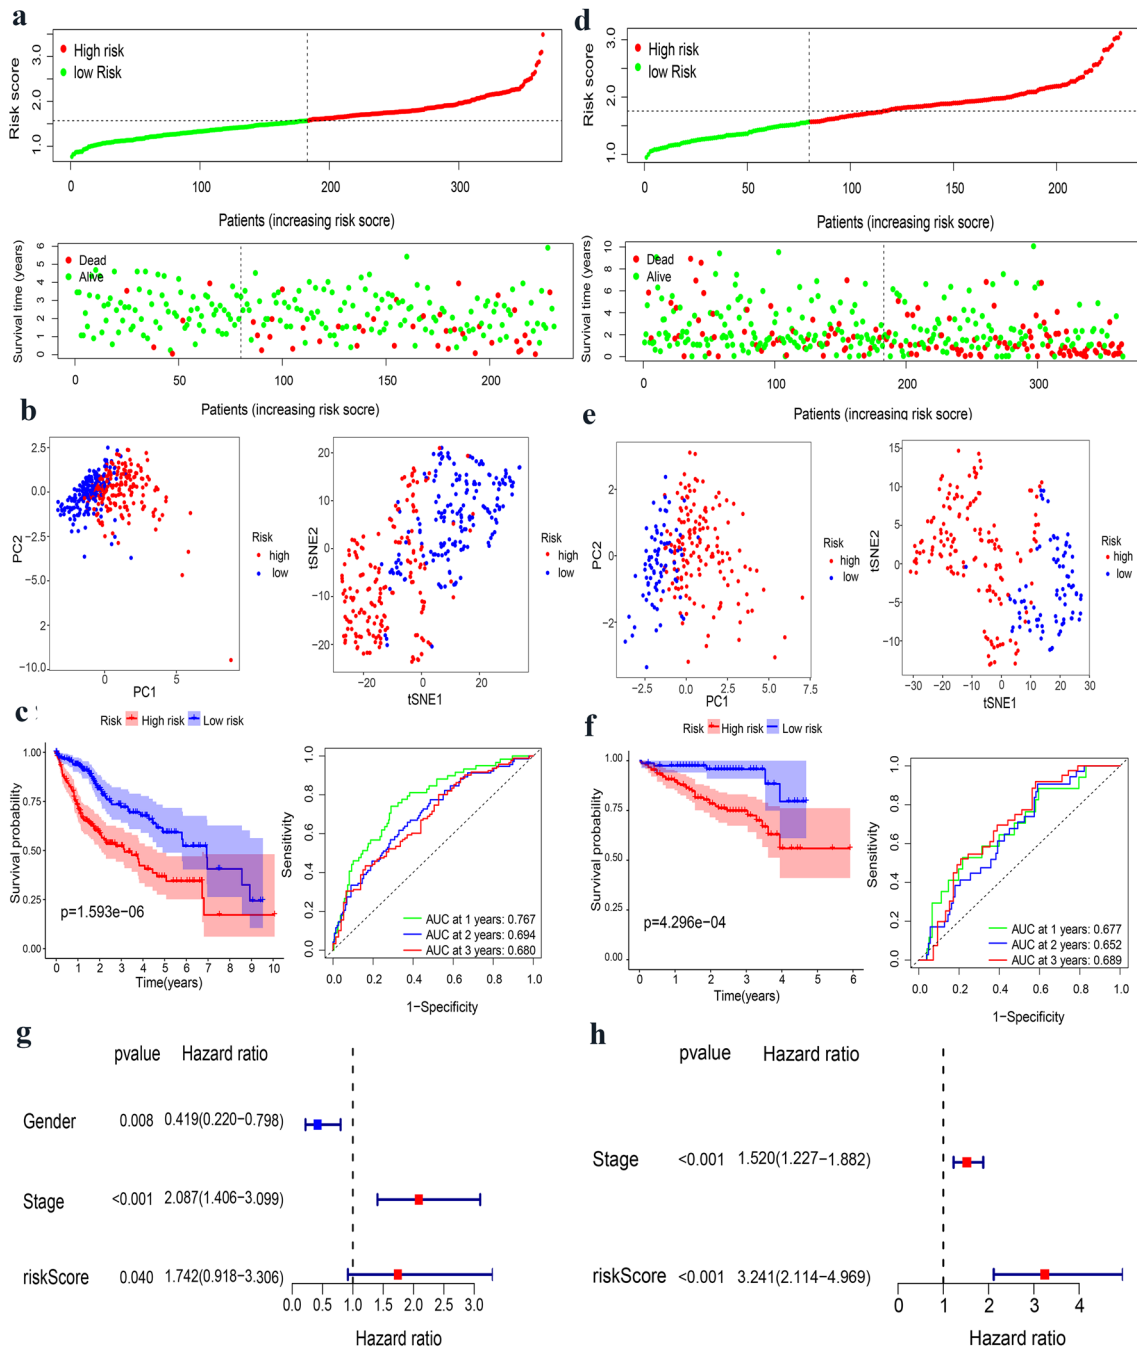 a
Risk score
3.0
2.0
1.0
High risk
low Risk
0 100 200 300
Patients (increasing risk socre)
d
Risk score
3.0
2.0
1.0
High risk
low Risk
0 50 100 150 200
Patients (increasing risk socre)
Survival time (years)
6
5
4
3
2
1
0
Dead
Alive
0 50 100 150 200
Patients (increasing risk socre)
Survival time (years)
10
8
6
4
2
0
Dead
Alive
0 100 200 300
Patients (increasing risk socre)
b
PC2
2.5
0.0
−2.5
−5.0
2
−10.0
0 5
PC1
Risk
high
low
tSNE2
20
10
0
−10
−20
−20 0 20
tSNE1
Risk
high
low
e
PC2
2
0
−2
−2.5 0.0 2.5 5.0 7.5
PC1
Risk
high
low
tSNE2
15
10
5
0
−5
−10
−30 −20 −10 0 10 20 30
tSNE1
Risk
high
low
c
Risk High risk Low risk
Survival probability
1.00
0.75
0.50
0.25
0.00
p=1.593e−06
0 1 2 3 4 5 6 7 8 9 10
Time(years)
Sensitivity
1.0
0.8
0.6
0.4
0.2
0.0
AUC at 1 years: 0.767
AUC at 2 years: 0.694
AUC at 3 years: 0.680
0.0 0.2 0.4 0.6 0.8 1.0
1−Specificity
f
Risk High risk Low risk
Survival probability
1.00
0.75
0.50
0.25
0.00
p=4.296e−04
0 1 2 3 4 5 6
Time(years)
Sensitivity
1.0
0.8
0.6
0.4
0.2
0.0
AUC at 1 years: 0.677
AUC at 2 years: 0.652
AUC at 3 years: 0.689
0.0 0.2 0.4 0.6 0.8 1.0
1−Specificity
g
pvalue Hazard ratio
Gender 0.008 0.419(0.220−0.798)
Stage <0.001 2.087(1.406−3.099)
riskScore 0.040 1.742(0.918−3.306)
0.0 0.5 1.0 1.5 2.0 2.5 3.0
Hazard ratio
h
pvalue Hazard ratio
Stage <0.001 1.520(1.227−1.882)
riskScore <0.001 3.241(2.114−4.969)
0 1 2 3 4
Hazard ratio